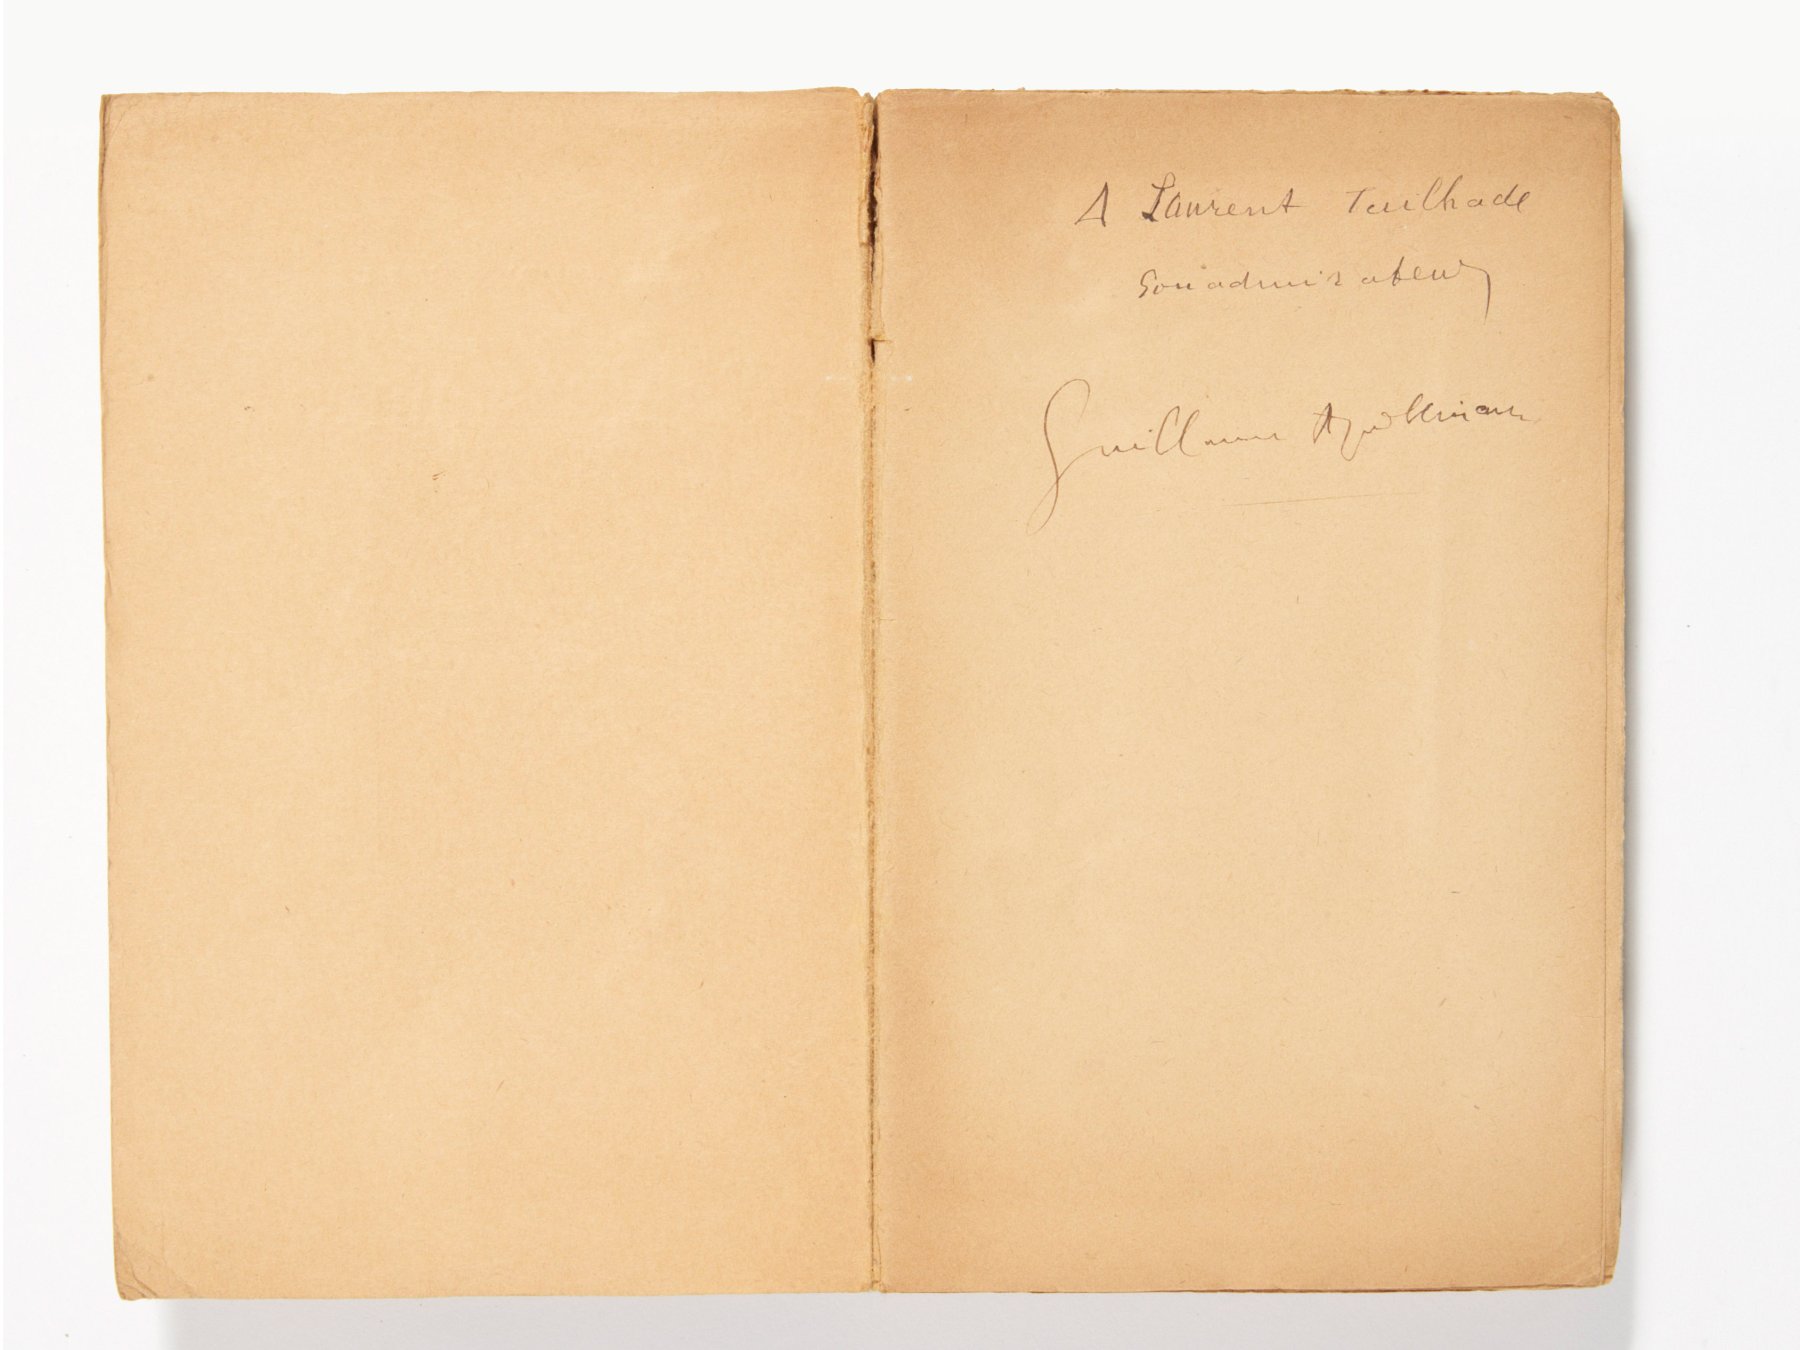 A Laurent Tailhade
son admirateur
Guillaume Apollinaire